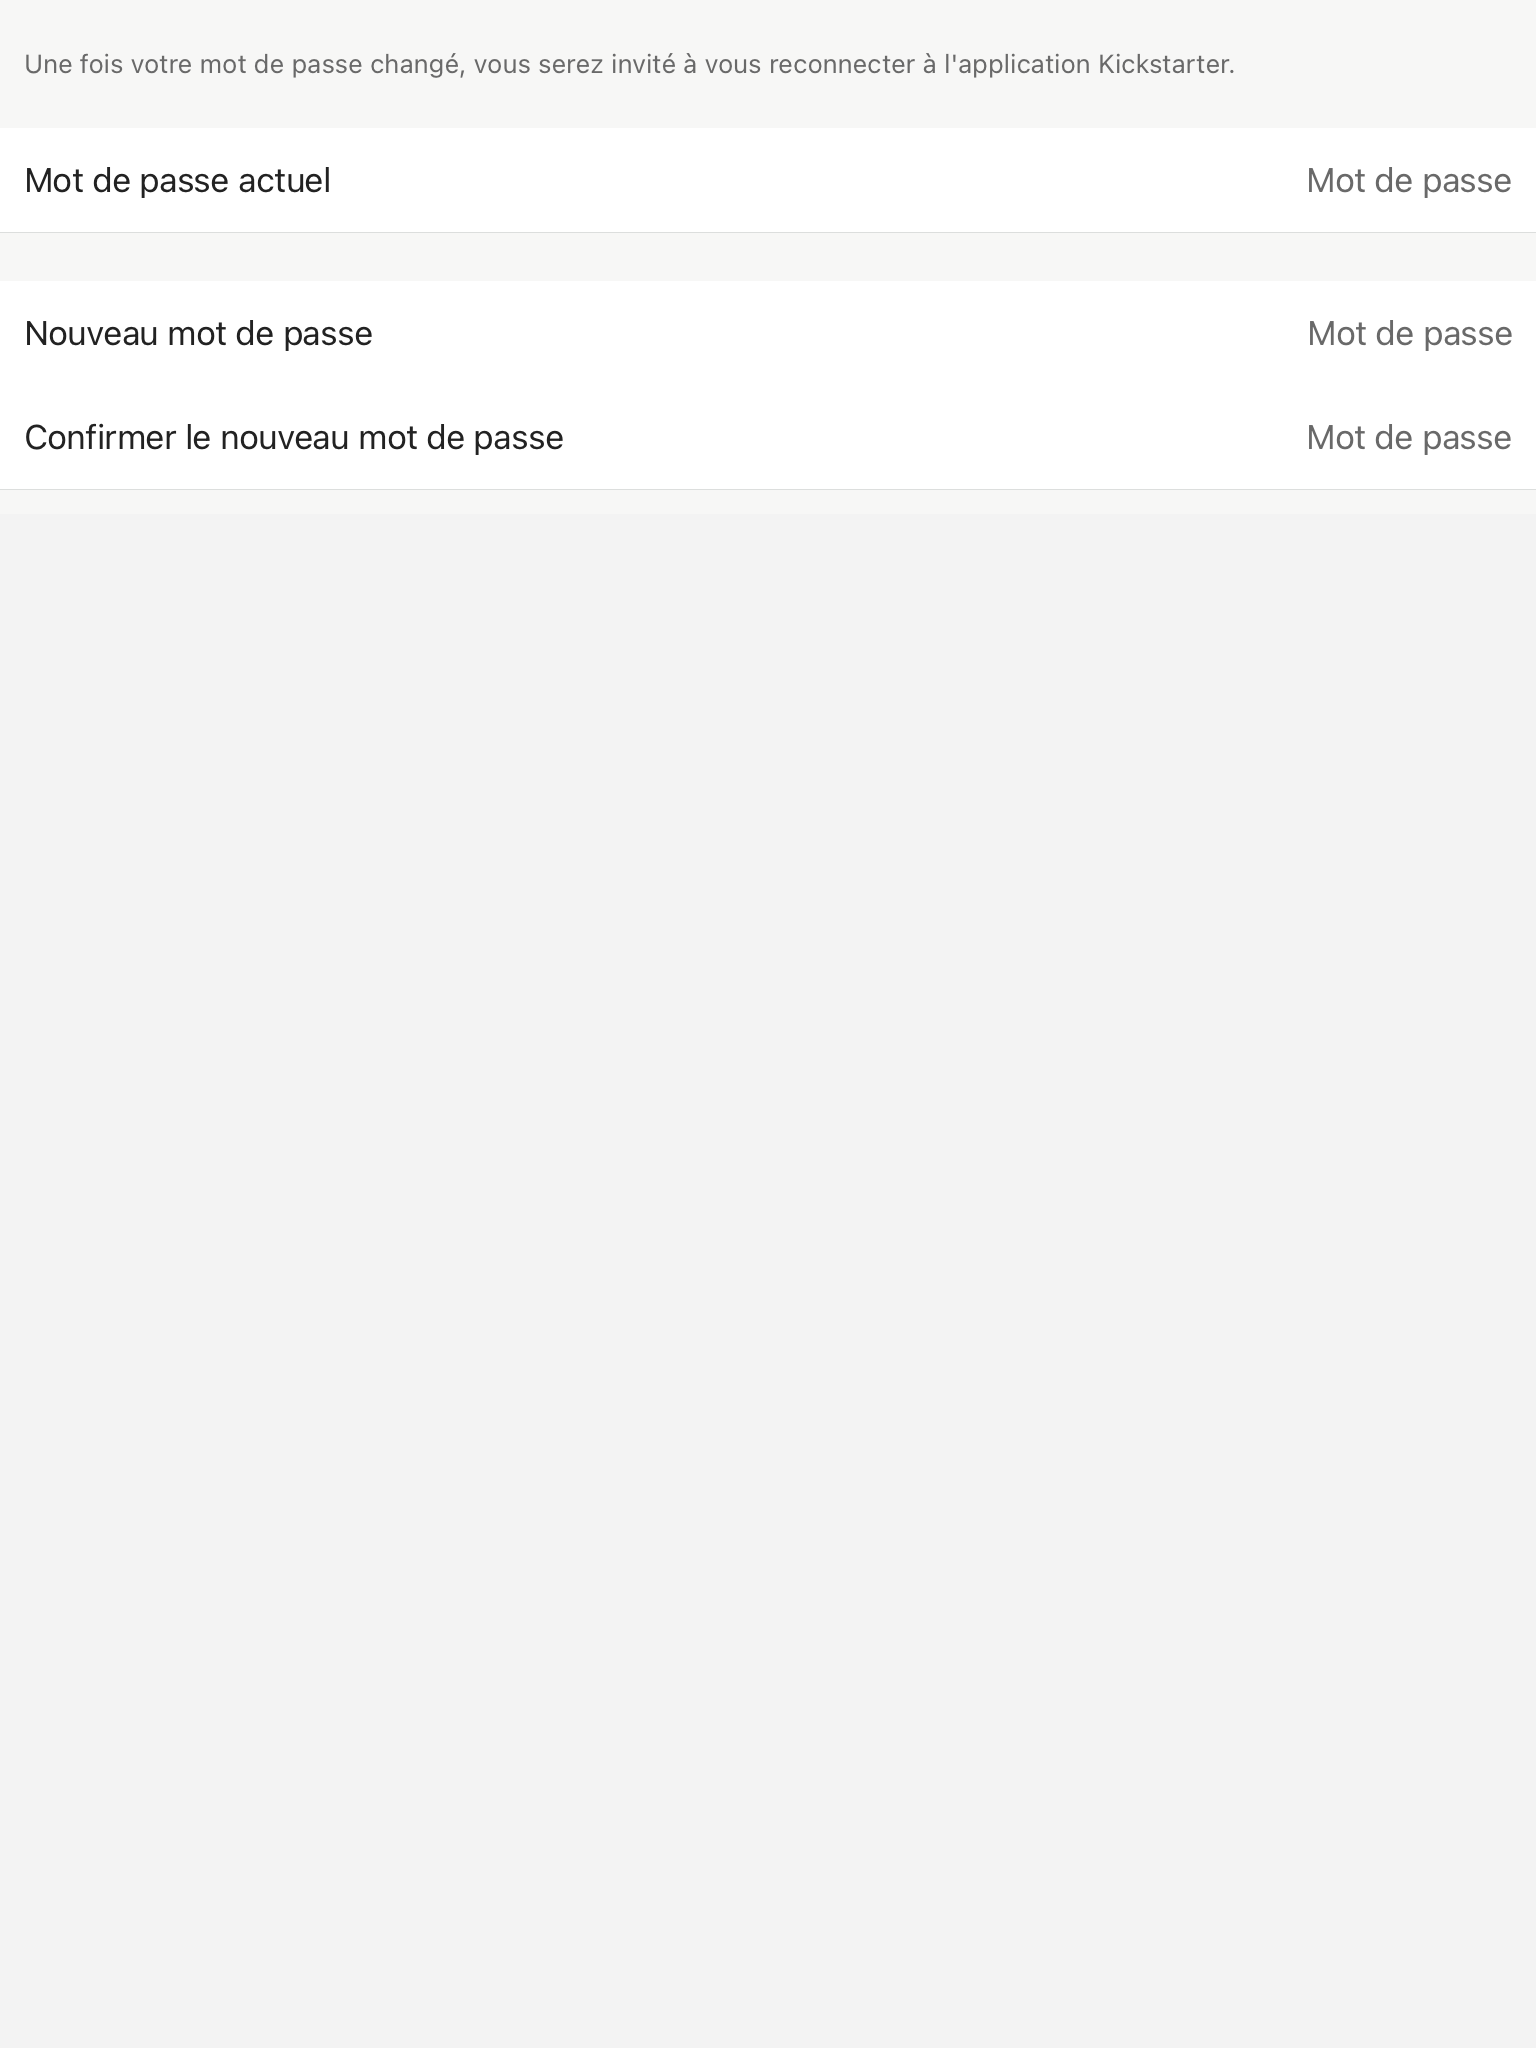 Une fois votre mot de passe changé, vous serez invité à vous reconnecter à l'application Kickstarter.
Mot de passe actuel Mot de passe
Nouveau mot de passe Mot de passe
Confirmer le nouveau mot de passe Mot de passe